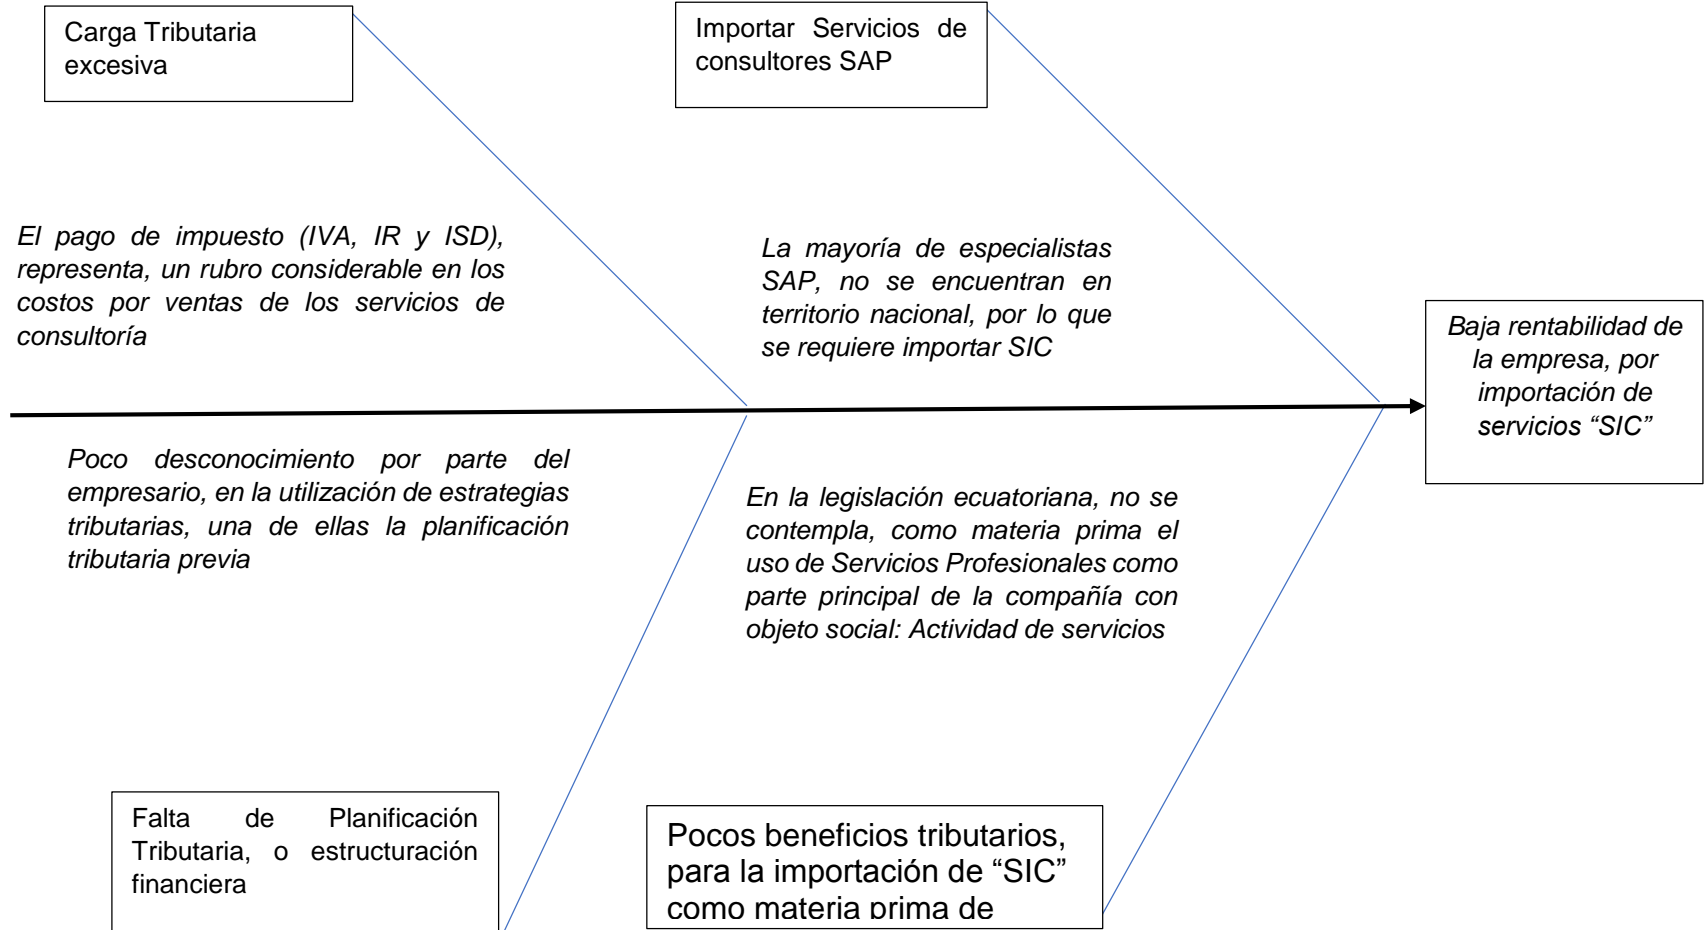 Carga Tributaria
excesiva
Importar Servicios de
consultores SAP
El pago de impuesto (IVA, IR y ISD),
representa, un rubro considerable en los
costos por ventas de los servicios de
consultoría
La mayoría de especialistas
SAP, no se encuentran en
territorio nacional, por lo que
se requiere importar SIC
Baja rentabilidad de
la empresa, por
importación de
servicios “SIC”
Poco desconocimiento por parte del
empresario, en la utilización de estrategias
tributarias, una de ellas la planificación
tributaria previa
En la legislación ecuatoriana, no se
contempla, como materia prima el
uso de Servicios Profesionales como
parte principal de la compañía con
objeto social: Actividad de servicios
Falta de Planificación
Tributaria, o estructuración
financiera
Pocos beneficios tributarios,
para la importación de “SIC”
como materia prima de